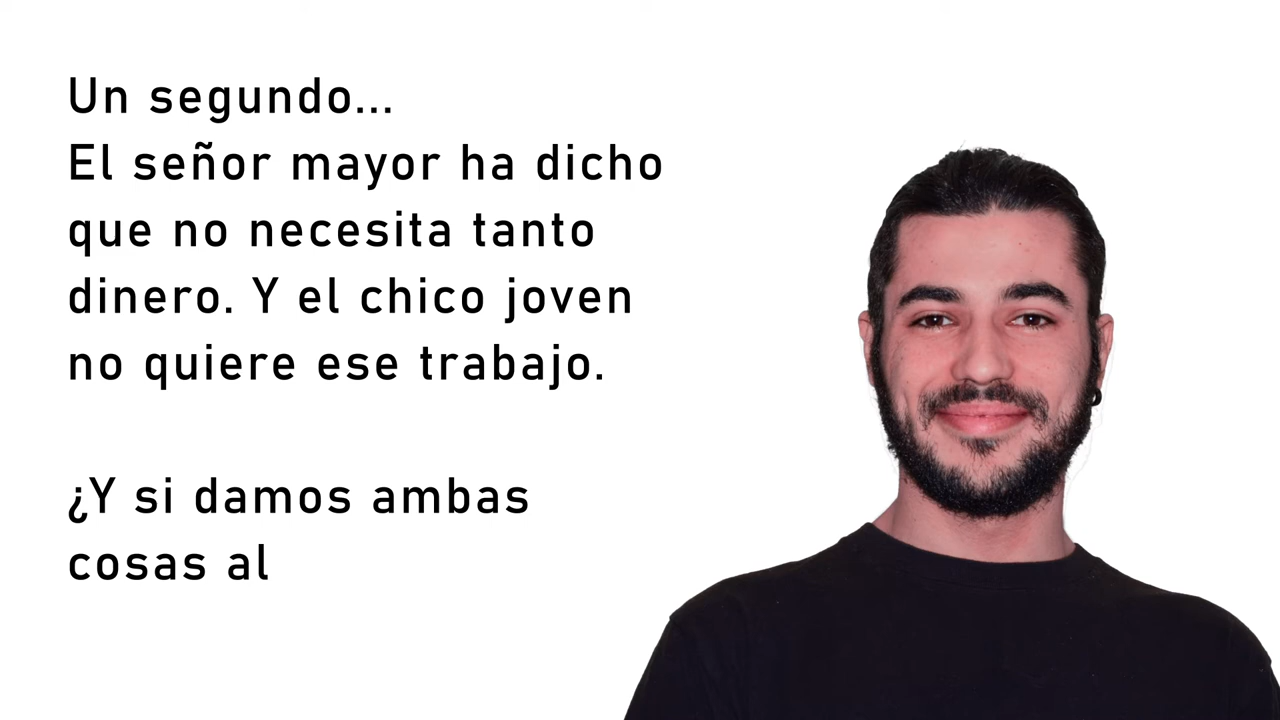 Un segundo...
El señor mayor ha dicho
que no necesita tanto
dinero. Y el chico joven
no quiere ese trabajo.
¿Y si damos ambas
cosas al